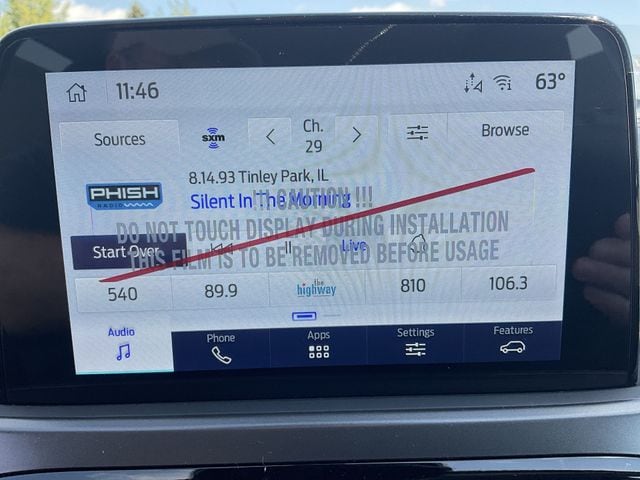 11:46 63°
Sources sxm Ch. 29 Browse
8.14.93 Tinley Park, IL
PHISH RADIO
Silent In The Morning
!!! CAUTION !!!
DO NOT TOUCH DISPLAY DURING INSTALLATION
Start Over Live
THIS FILM IS TO BE REMOVED BEFORE USAGE
540 89.9 the highway 810 106.3
Audio Phone Apps Settings Features